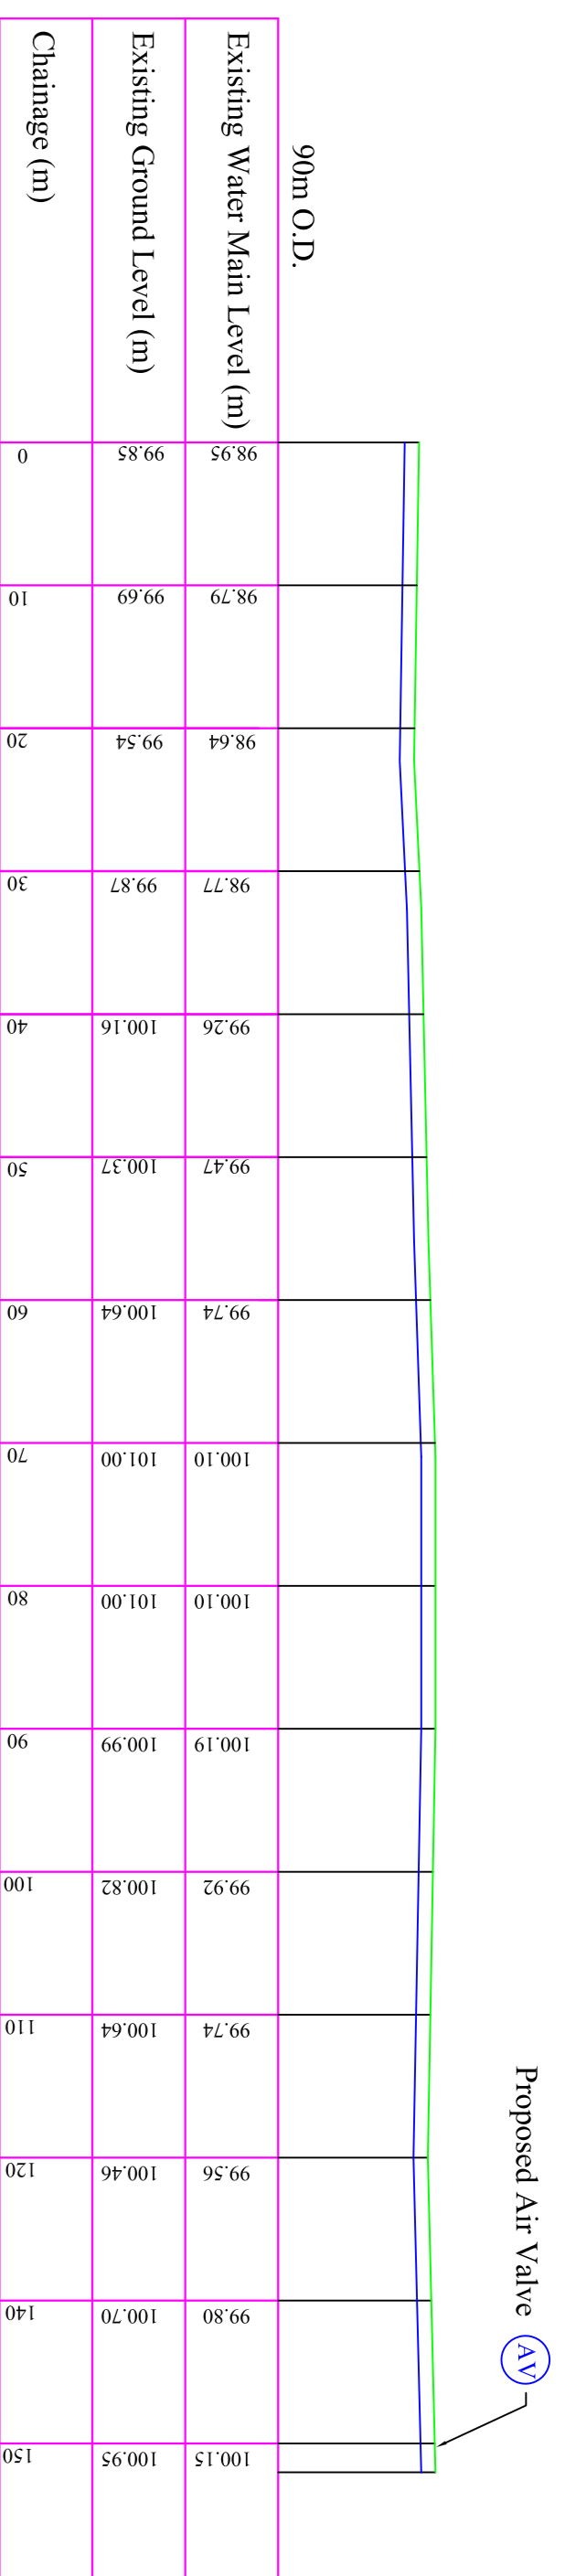 Proposed Air Valve AV
90m O.D.
Existing Water Main Level (m) 98.95 98.79 98.64 98.77 99.26 99.47 99.74 100.10 100.10 100.19 99.92 99.74 99.56 99.80 100.15
Existing Ground Level (m) 99.85 99.69 99.54 99.87 100.16 100.37 100.64 101.00 101.00 100.99 100.82 100.64 100.46 100.70 100.95
Chainage (m) 0 10 20 30 40 50 60 70 80 90 100 110 120 140 150